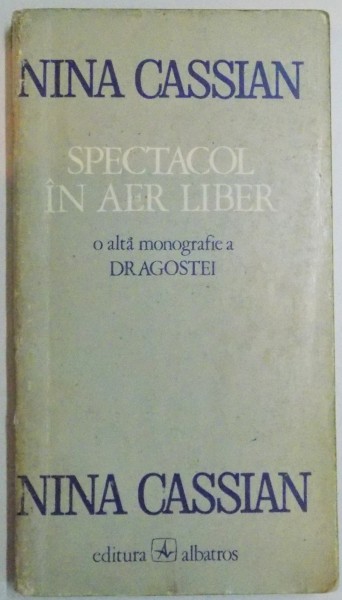 NINA CASSIAN
SPECTACOL
ÎN AER LIBER
o altă monografie a
DRAGOSTEI
NINA CASSIAN
editura albatros